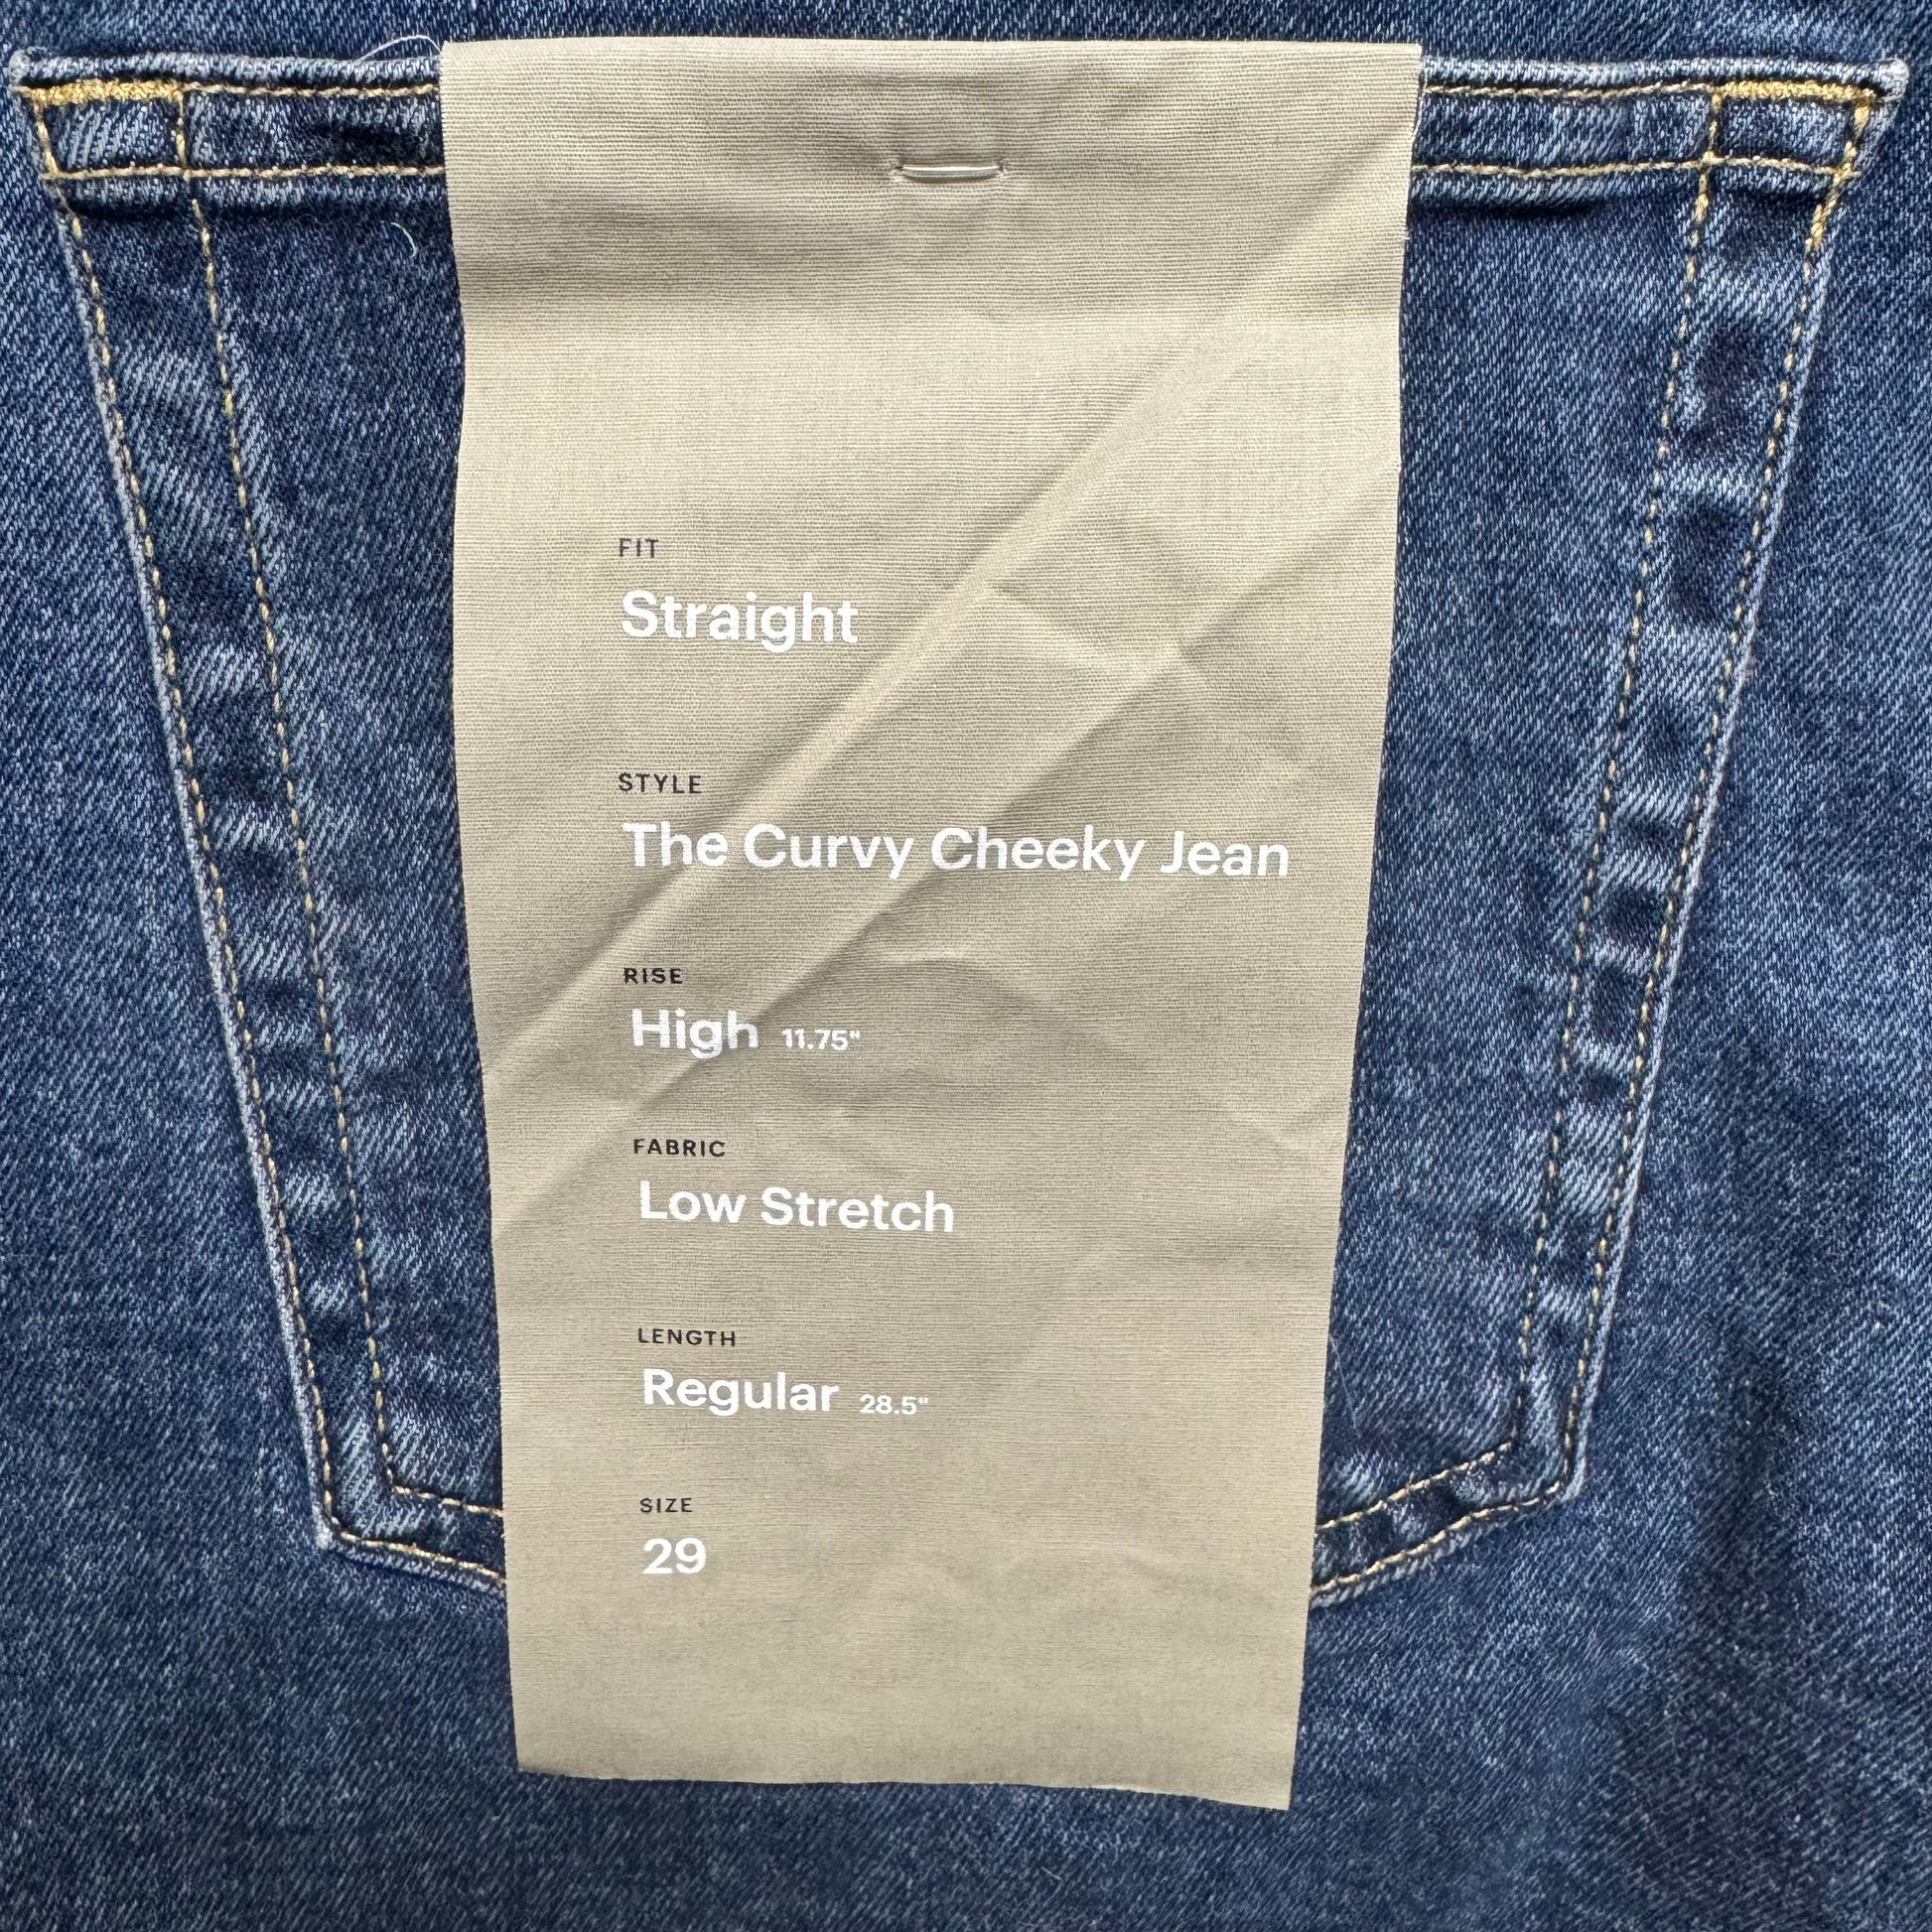 FIT
Straight
STYLE
The Curvy Cheeky Jean
RISE
High 11.75"
FABRIC
Low Stretch
LENGTH
Regular 28.5"
SIZE
29